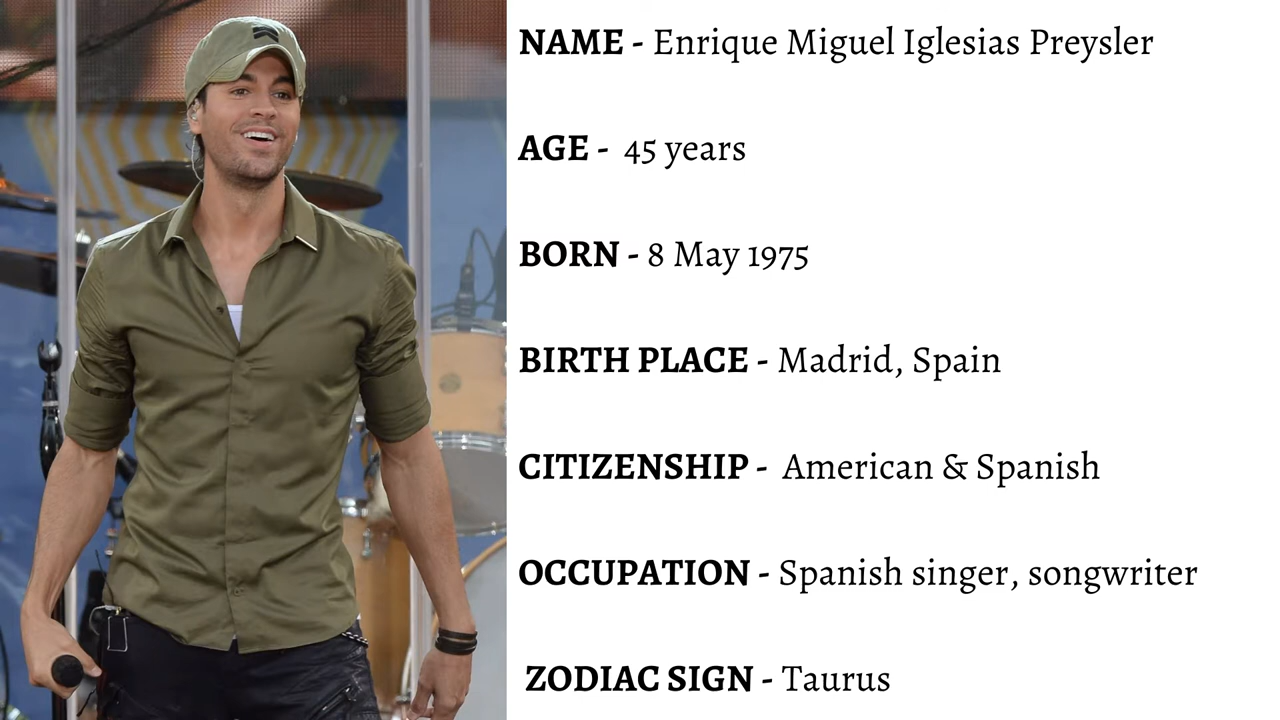 NAME - Enrique Miguel Iglesias Preysler
AGE - 45 years
BORN - 8 May 1975
BIRTH PLACE - Madrid, Spain
CITIZENSHIP - American & Spanish
OCCUPATION - Spanish singer, songwriter
ZODIAC SIGN - Taurus